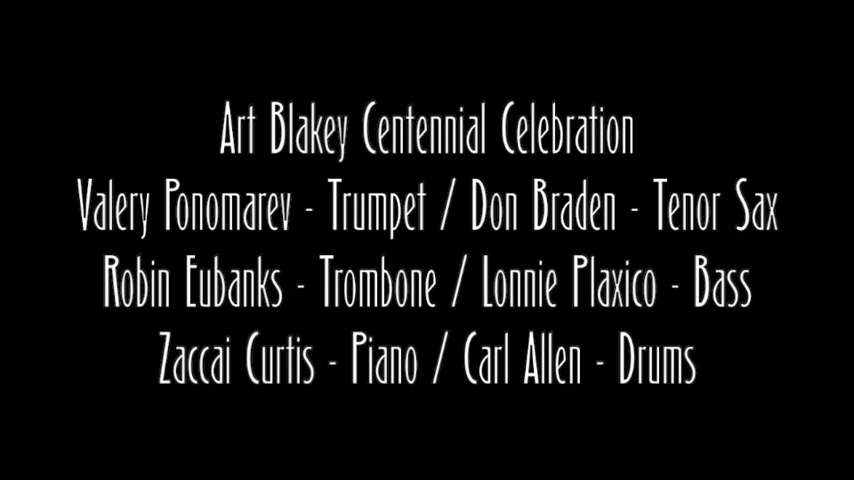 Art Blakey Centennial Celebration
Valery Ponomarev - Trumpet / Don Braden - Tenor Sax
Robin Eubanks - Trombone / Lonnie Plaxico - Bass
Zaccai Curtis - Piano / Carl Allen - Drums